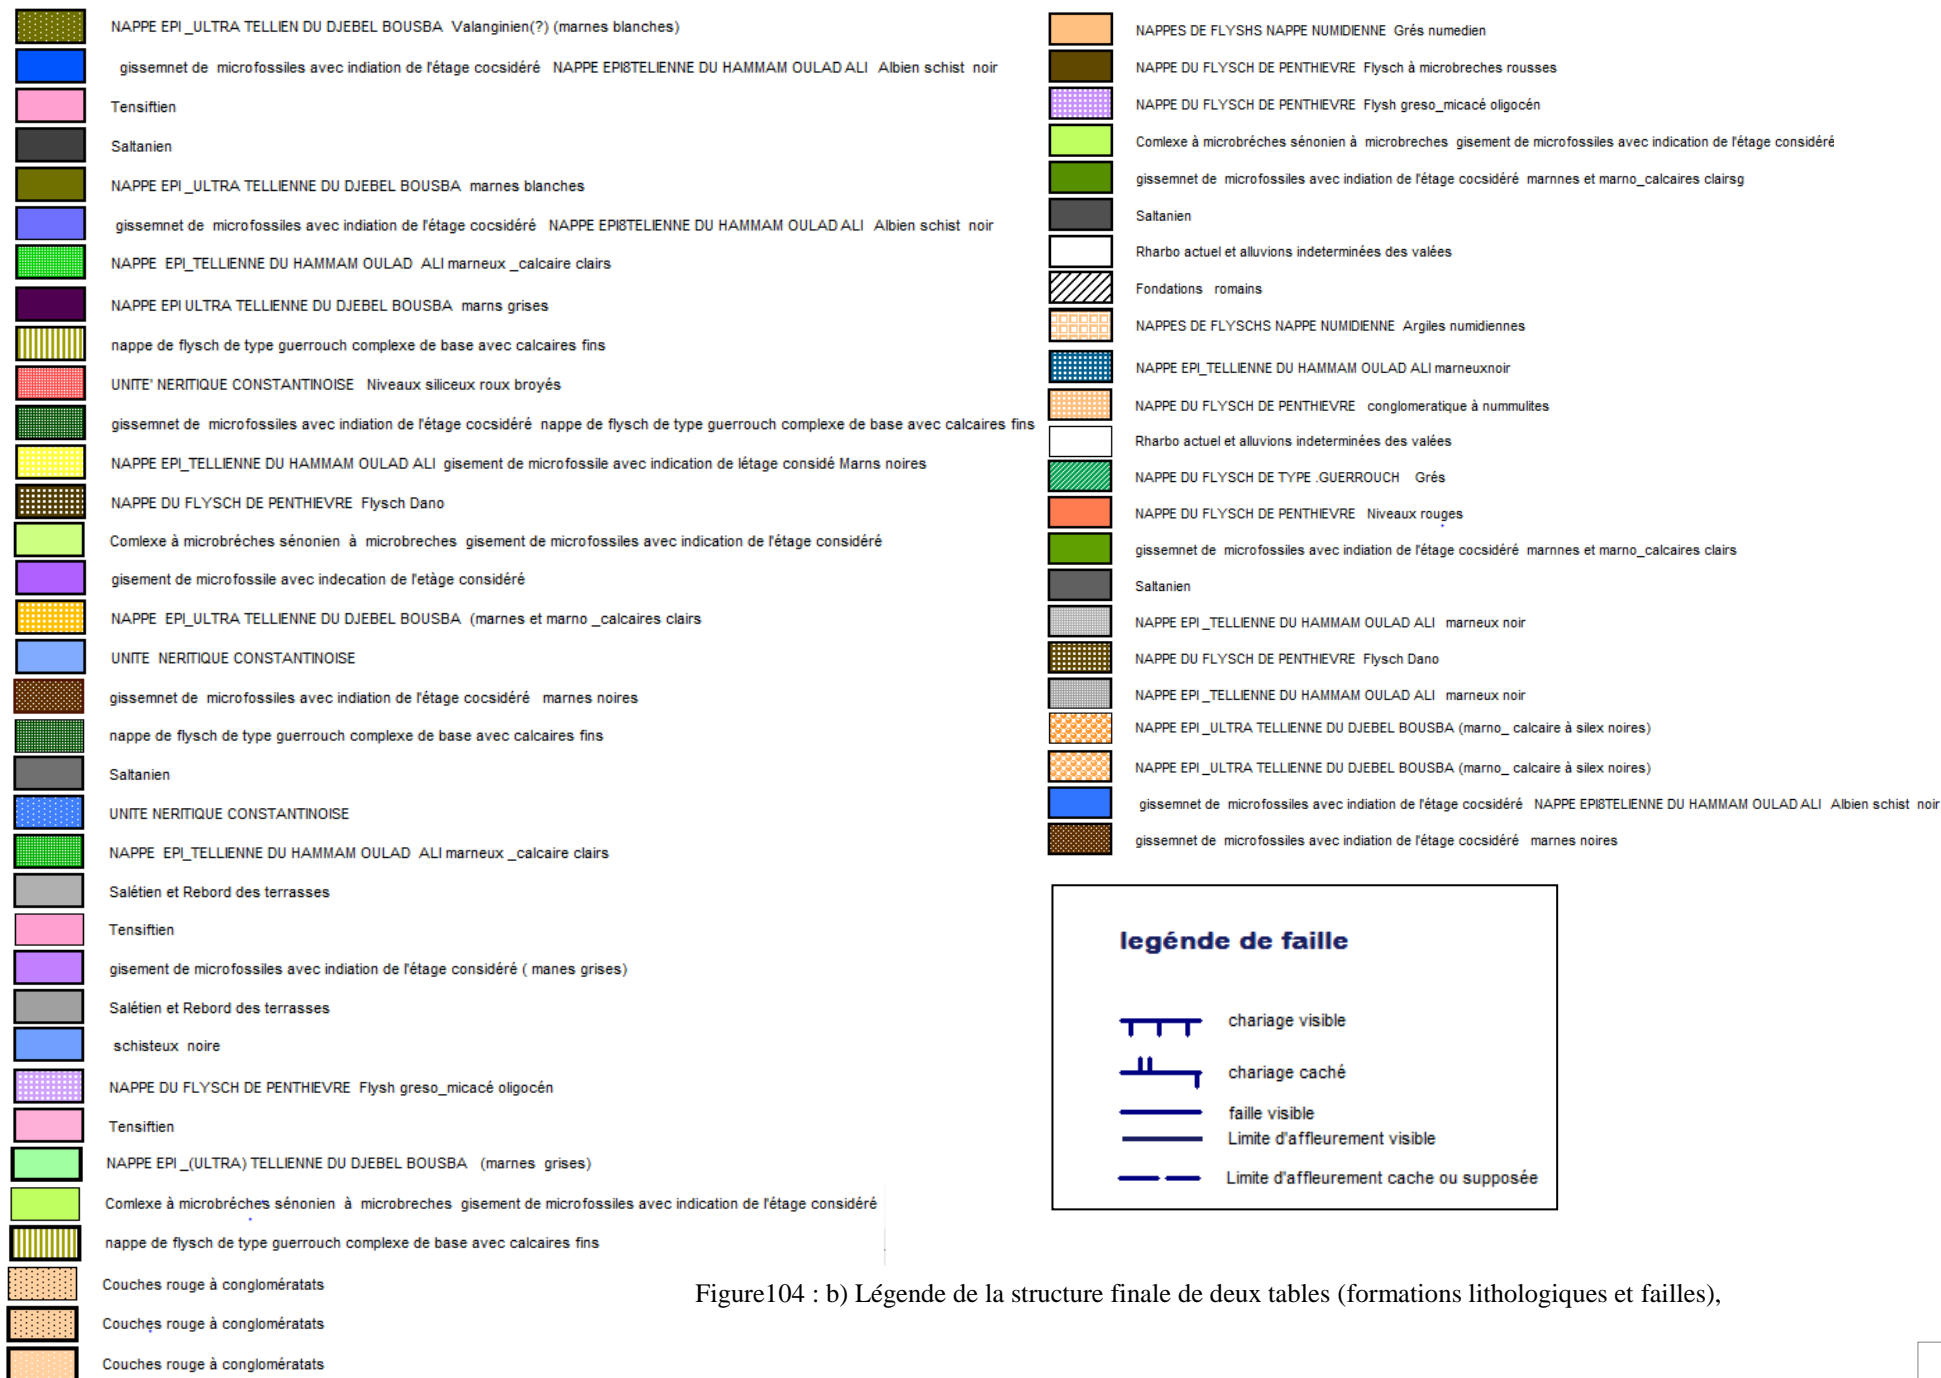 NAPPE EPI _ULTRA TELLIEN DU DJEBEL BOUSBA Valanginien(?) (marnes blanches)
gissemnet de microfossiles avec indiation de l'étage cocsidéré NAPPE EPI8TELIENNE DU HAMMAM OULAD ALI Albien schist noir
Tensiftien
Saltanien
NAPPE EPI _ULTRA TELLIENNE DU DJEBEL BOUSBA marnes blanches
gissemnet de microfossiles avec indiation de l'étage cocsidéré NAPPE EPI8TELIENNE DU HAMMAM OULAD ALI Albien schist noir
NAPPE EPI_TELLIENNE DU HAMMAM OULAD ALI marneux _calcaire clairs
NAPPE EPI ULTRA TELLIENNE DU DJEBEL BOUSBA marns grises
nappe de flysch de type guerrouch complexe de base avec calcaires fins
UNITE' NERITIQUE CONSTANTINOISE Niveaux siliceux roux broyés
gissemnet de microfossiles avec indiation de l'étage cocsidéré nappe de flysch de type guerrouch complexe de base avec calcaires fins
NAPPE EPI_TELLIENNE DU HAMMAM OULAD ALI gisement de microfossile avec indication de létage considé Marns noires
NAPPE DU FLYSCH DE PENTHIEVRE Flysch Dano
Comlexe à microbréches sénonien à microbreches gisement de microfossiles avec indication de l'étage considéré
gisement de microfossile avec indecation de l'etàge considéré
NAPPE EPI_ULTRA TELLIENNE DU DJEBEL BOUSBA (marnes et marno _calcaires clairs
UNITE NERITIQUE CONSTANTINOISE
gissemnet de microfossiles avec indiation de l'étage cocsidéré marnes noires
nappe de flysch de type guerrouch complexe de base avec calcaires fins
Saltanien
UNITE NERITIQUE CONSTANTINOISE
NAPPE EPI_TELLIENNE DU HAMMAM OULAD ALI marneux _calcaire clairs
Salétien et Rebord des terrasses
Tensiftien
gisement de microfossiles avec indiation de l'étage considéré ( manes grises)
Salétien et Rebord des terrasses
schisteux noire
NAPPE DU FLYSCH DE PENTHIEVRE Flysh greso_micacé oligocén
Tensiftien
NAPPE EPI _(ULTRA) TELLIENNE DU DJEBEL BOUSBA (marnes grises)
Comlexe à microbréches sénonien à microbreches gisement de microfossiles avec indication de l'étage considéré
nappe de flysch de type guerrouch complexe de base avec calcaires fins
Couches rouge à conglomératats
Couches rouge à conglomératats
Couches rouge à conglomératats
NAPPES DE FLYSHS NAPPE NUMIDIENNE Grés numedien
NAPPE DU FLYSCH DE PENTHIEVRE Flysch à microbreches rousses
NAPPE DU FLYSCH DE PENTHIEVRE Flysh greso_micacé oligocén
Comlexe à microbréches sénonien à microbreches gisement de microfossiles avec indication de l'étage considéré
gissemnet de microfossiles avec indiation de l'étage cocsidéré marnnes et marno_calcaires clairsg
Saltanien
Rharbo actuel et alluvions indeterminées des valées
Fondations romains
NAPPES DE FLYSCHS NAPPE NUMIDIENNE Argiles numidiennes
NAPPE EPI_TELLIENNE DU HAMMAM OULAD ALI marneuxnoir
NAPPE DU FLYSCH DE PENTHIEVRE conglomeratique à nummulites
Rharbo actuel et alluvions indeterminées des valées
NAPPE DU FLYSCH DE TYPE .GUERROUCH Grés
NAPPE DU FLYSCH DE PENTHIEVRE Niveaux rouges
gissemnet de microfossiles avec indiation de l'étage cocsidéré marnnes et marno_calcaires clairs
Saltanien
NAPPE EPI _TELLIENNE DU HAMMAM OULAD ALI marneux noir
NAPPE DU FLYSCH DE PENTHIEVRE Flysch Dano
NAPPE EPI _TELLIENNE DU HAMMAM OULAD ALI marneux noir
NAPPE EPI _ULTRA TELLIENNE DU DJEBEL BOUSBA (marno_ calcaire à silex noires)
NAPPE EPI _ULTRA TELLIENNE DU DJEBEL BOUSBA (marno_ calcaire à silex noires)
gissemnet de microfossiles avec indiation de l'étage cocsidéré NAPPE EPI8TELIENNE DU HAMMAM OULAD ALI Albien schist noir
gissemnet de microfossiles avec indiation de l'étage cocsidéré marnes noires
legénde de faille
chariage visible
chariage caché
faille visible
Limite d'affleurement visible
Limite d'affleurement cache ou supposée
Figure104 : b) Légende de la structure finale de deux tables (formations lithologiques et failles),